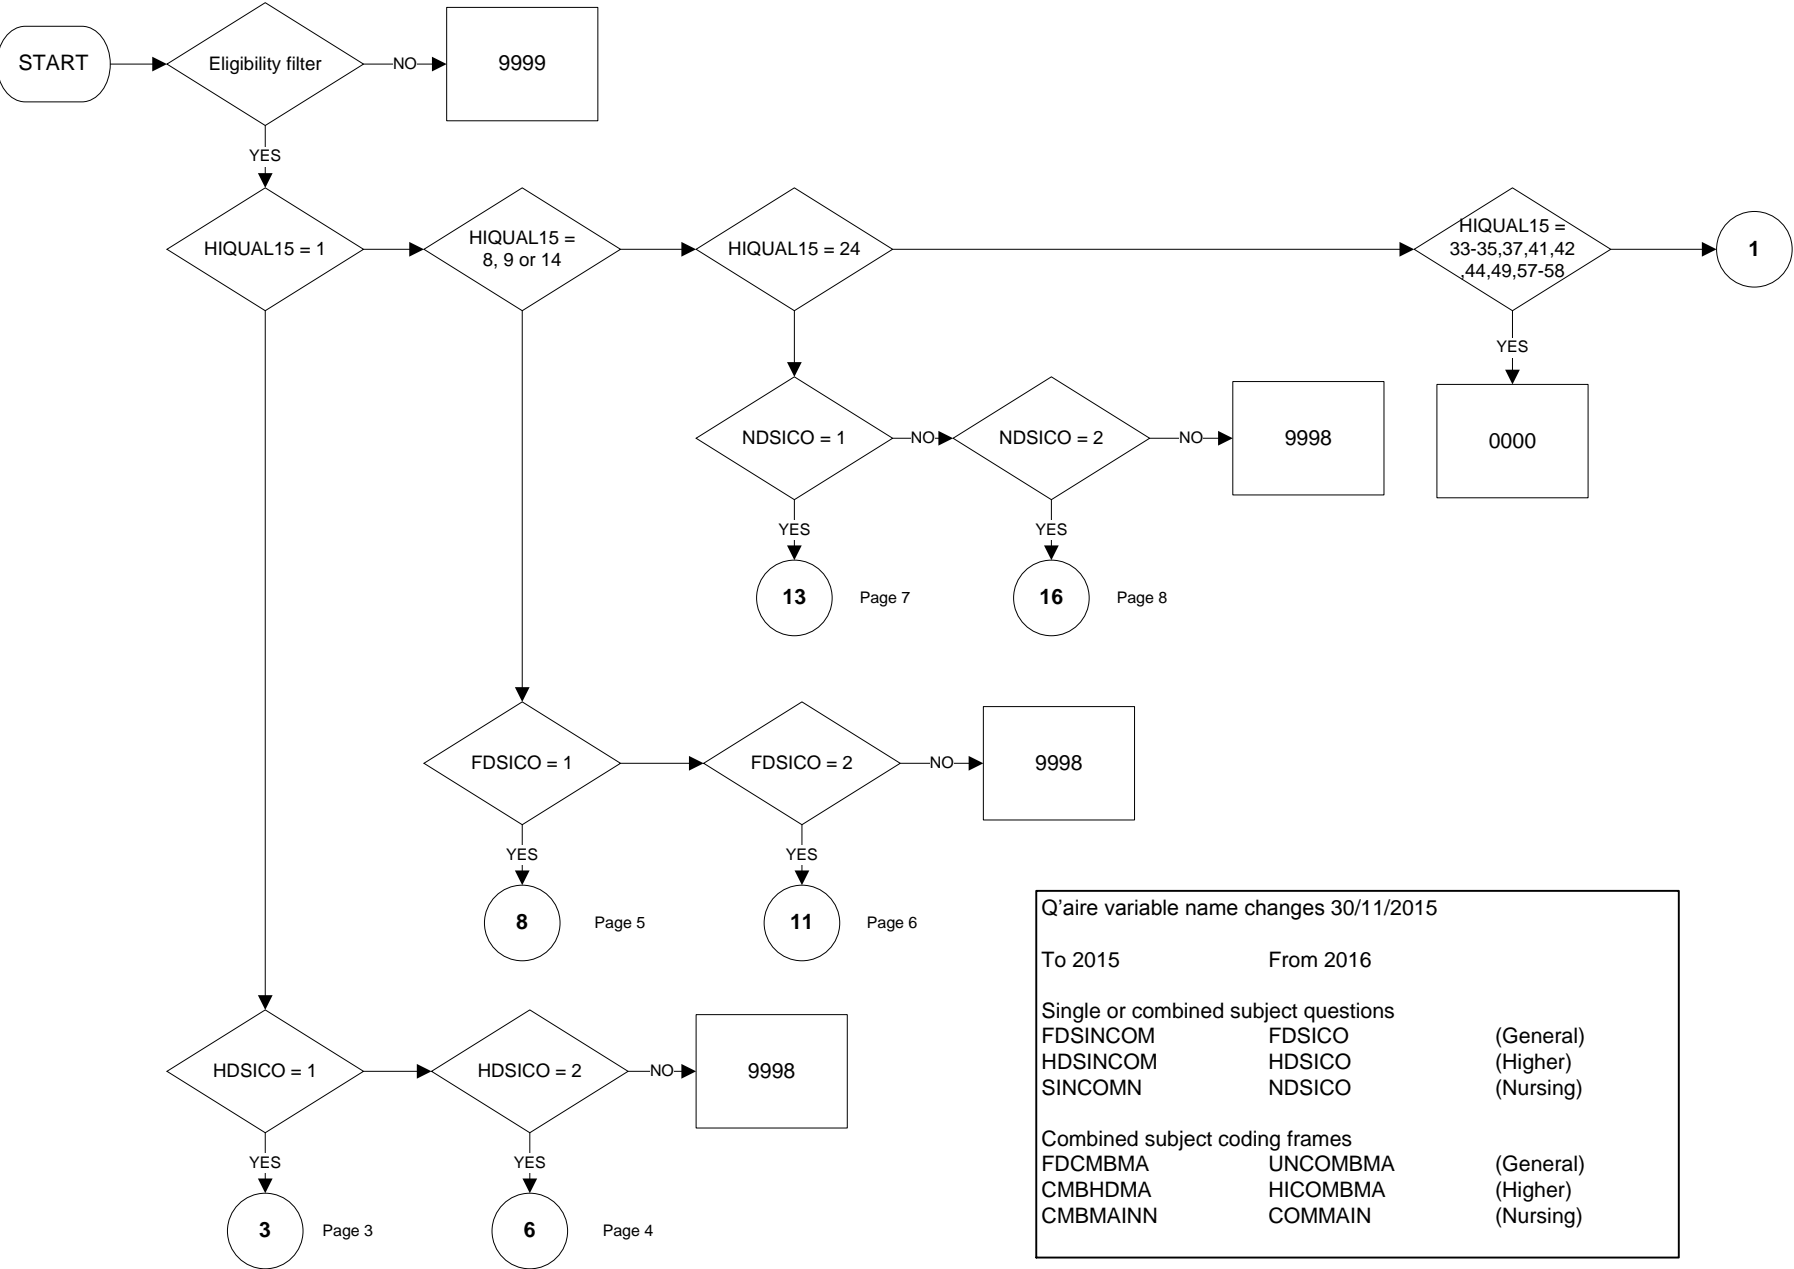 START
Eligibility filter
NO
9999
YES
HIQUAL15 = 1
HIQUAL15 =
8, 9 or 14
HIQUAL15 = 24
HIQUAL15 =
33-35,37,41,42
,44,49,57-58
1
YES
0000
NDSICO = 1
NO
NDSICO = 2
NO
9998
YES
YES
13
Page 7
16
Page 8
FDSICO = 1
FDSICO = 2
NO
9998
YES
YES
8
Page 5
11
Page 6
HDSICO = 1
HDSICO = 2
NO
9998
YES
YES
3
Page 3
6
Page 4
Q'aire variable name changes 30/11/2015
To 2015 From 2016
Single or combined subject questions
FDSINCOM FDSICO (General)
HDSINCOM HDSICO (Higher)
SINCOMN NDSICO (Nursing)
Combined subject coding frames
FDCMBMA UNCOMBMA (General)
CMBHDMA HICOMBMA (Higher)
CMBMAINN COMMAIN (Nursing)